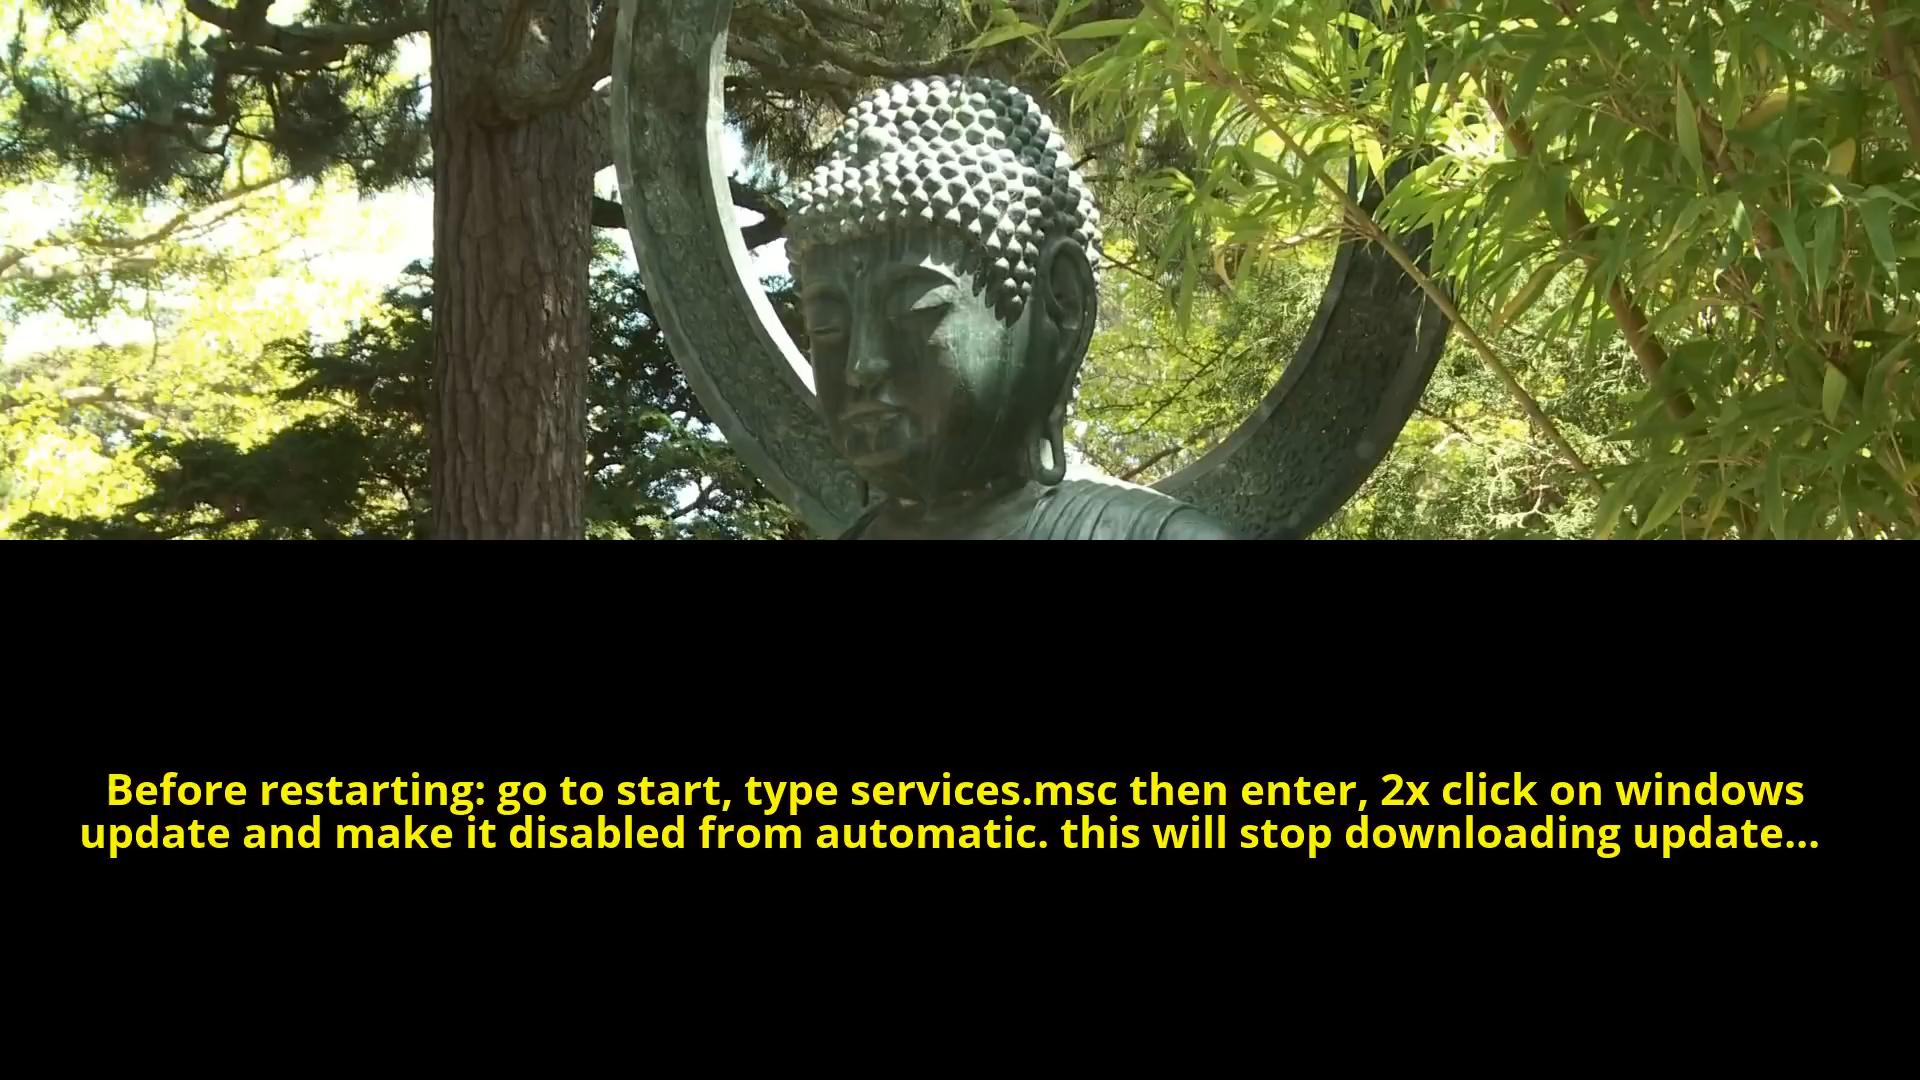 Before restarting: go to start, type services.msc then enter, 2x click on windows
update and make it disabled from automatic. this will stop downloading update...